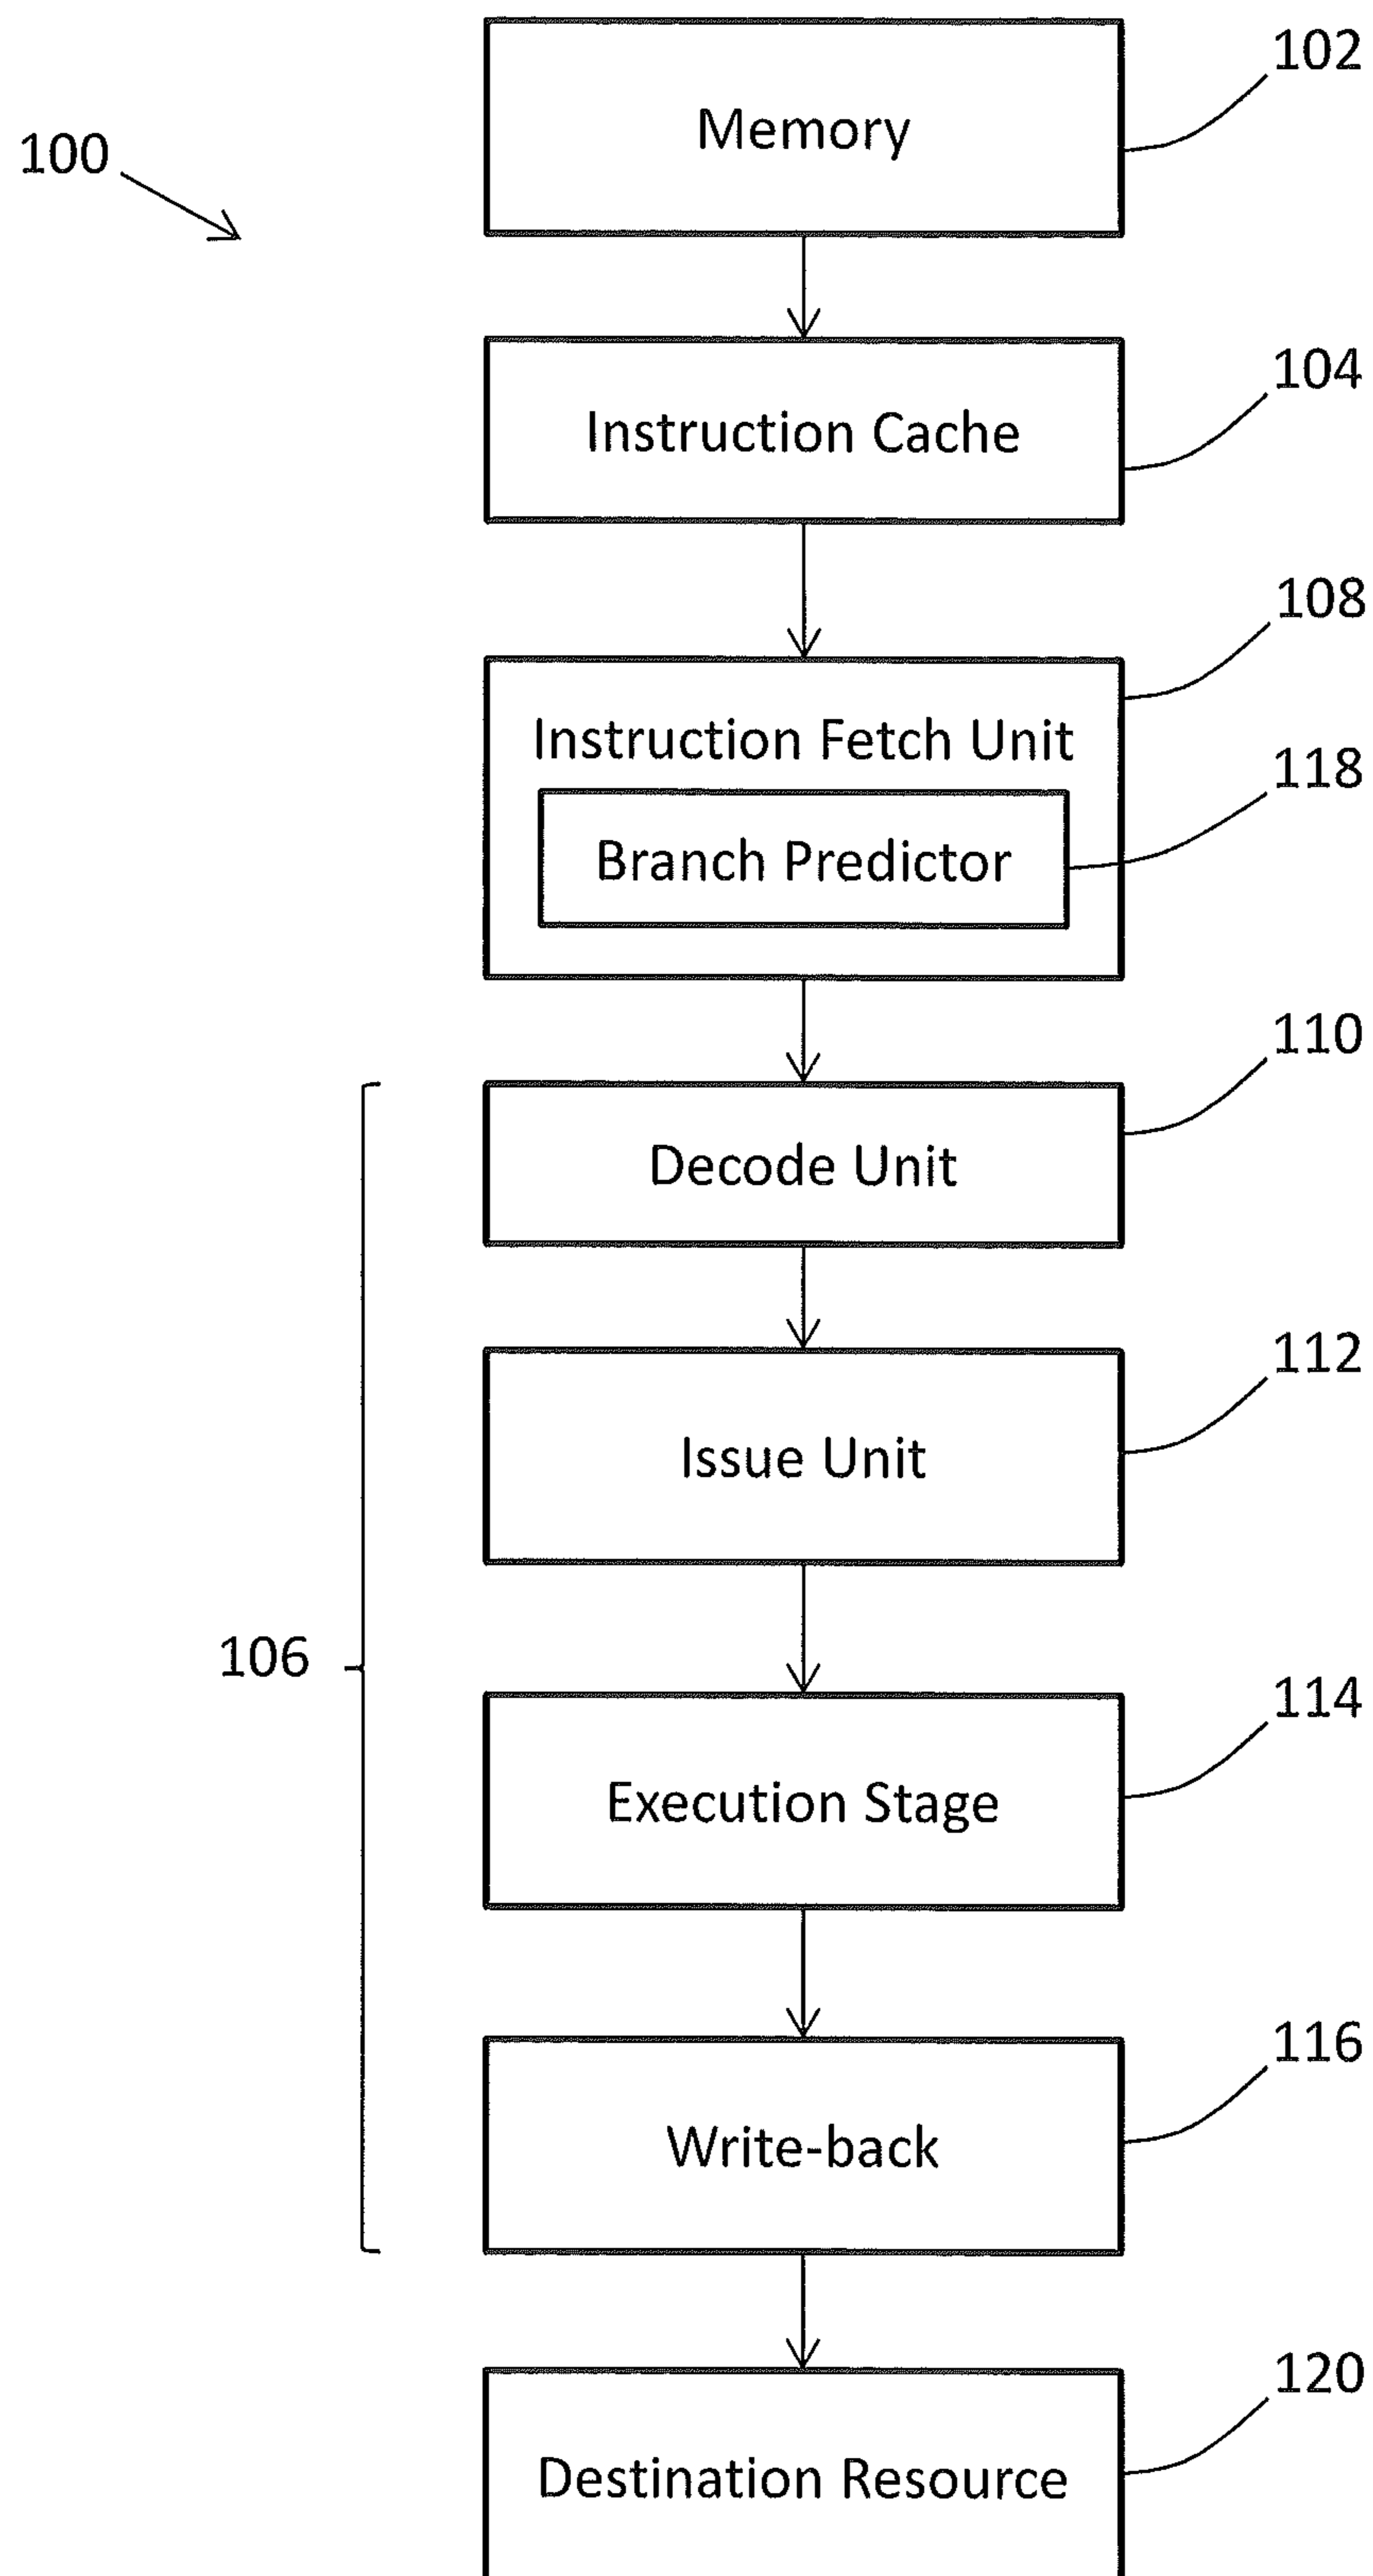 102
Memory
100
104
Instruction Cache
108
Instruction Fetch Unit
118
Branch Predictor
110
Decode Unit
112
Issue Unit
106
114
Execution Stage
116
Write-back
120
Destination Resource